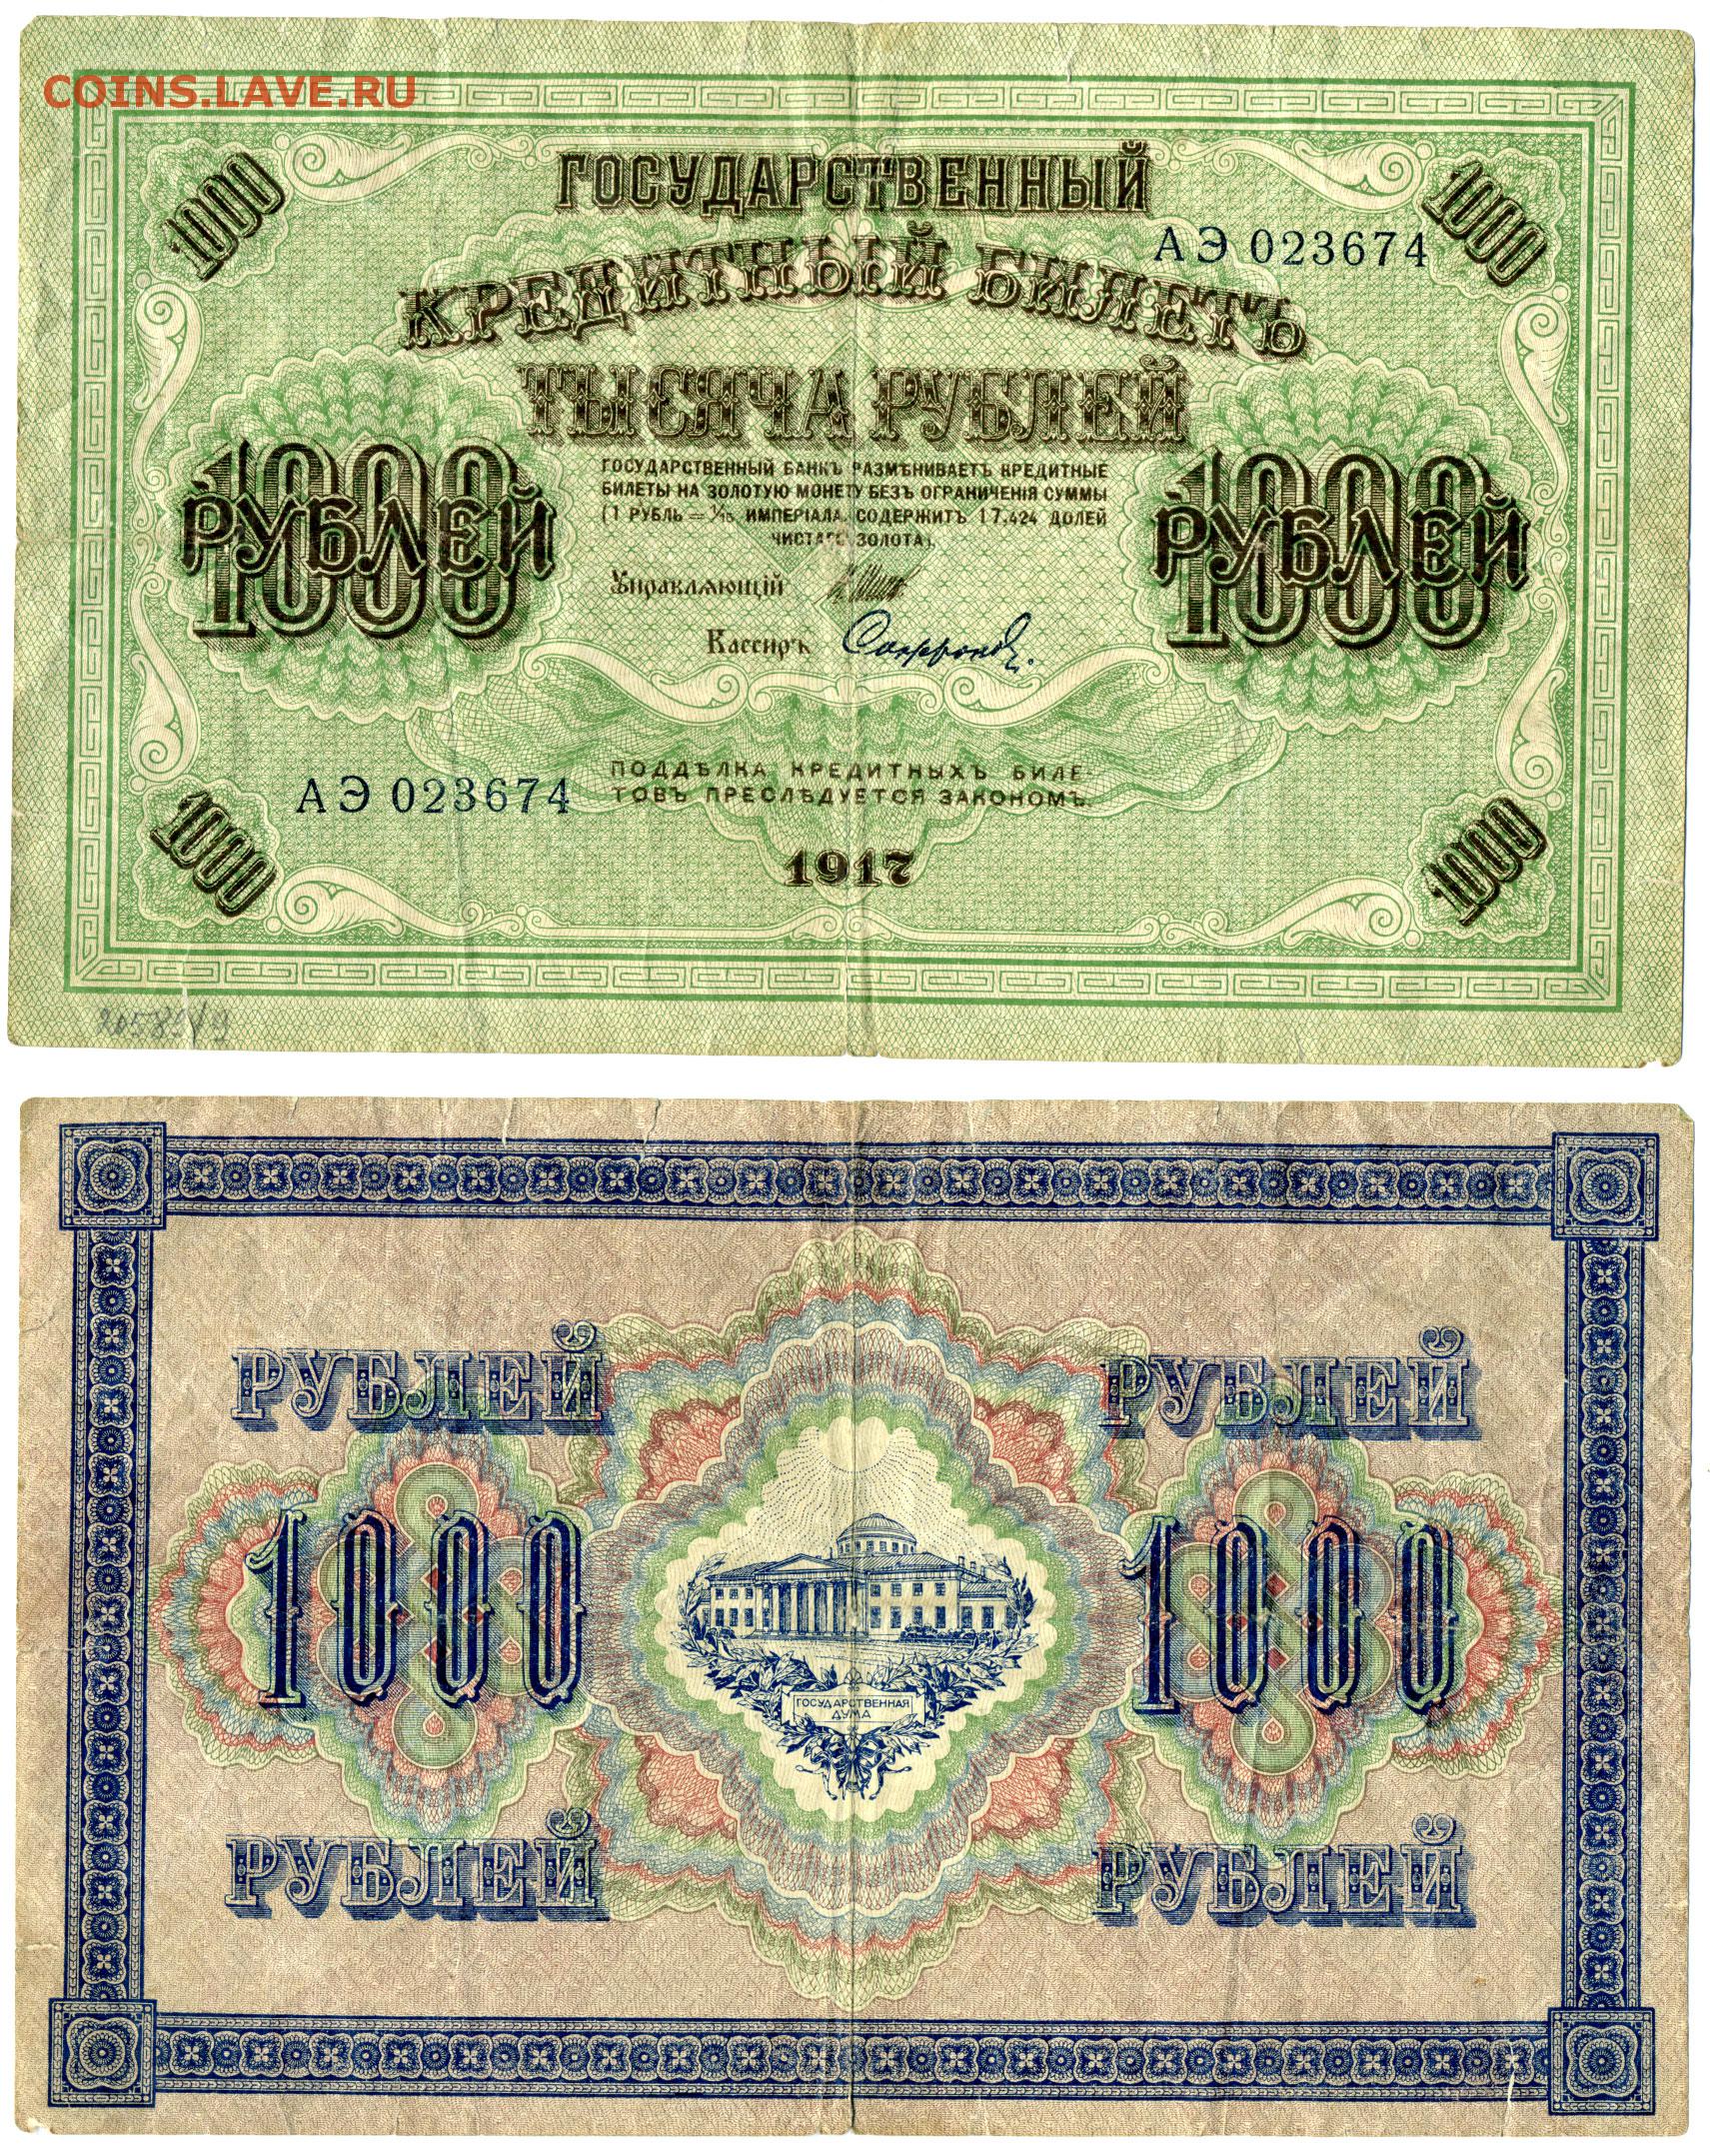 COINS.LAVE.RU
1000
1000
ГОСУДАРСТВЕННЫЙ
АЭ 023674
КРЕДИТНЫЙ БИЛЕТЪ
ТЫСЯЧА РУБЛЕЙ
1000
РУБЛЕЙ
1000
РУБЛЕЙ
ГОСУДАРСТВЕННЫЙ БАНКЪ РАЗМѢНИВАЕТЪ КРЕДИТНЫЕ
БИЛЕТЫ НА ЗОЛОТУЮ МОНЕТУ БЕЗЪ ОГРАНИЧЕНІЯ СУММЫ
(1 РУБЛЬ = 1/15 ИМПЕРІАЛА, СОДЕРЖИТЪ 17,424 ДОЛЕЙ
ЧИСТАГО ЗОЛОТА).
Управляющій
Кассиръ Сафронов
АЭ 023674
ПОДДѢЛКА КРЕДИТНЫХЪ БИЛЕ-
ТОВЪ ПРЕСЛѢДУЕТСЯ ЗАКОНОМЪ.
1000
1000
1917
РУБЛЕЙ
РУБЛЕЙ
1000
1000
ГОСУДАРСТВЕННАЯ
ДУМА
РУБЛЕЙ
РУБЛЕЙ